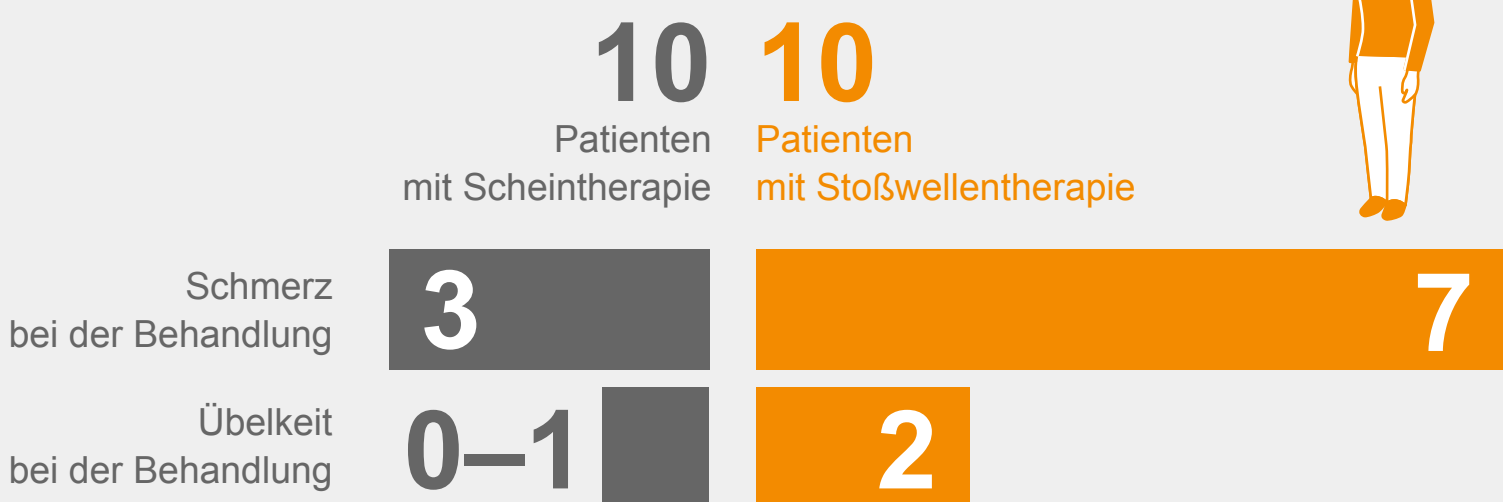 10 10
Patienten Patienten
mit Scheintherapie mit Stoßwellentherapie
Schmerz
bei der Behandlung
3 7
Übelkeit
bei der Behandlung
0–1 2